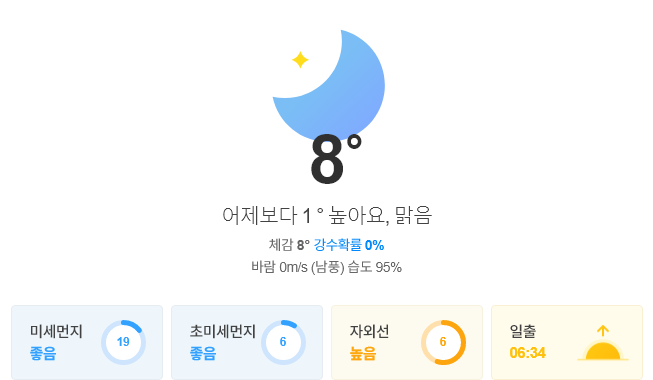 8°
어제보다 1° 높아요, 맑음
체감 8° 강수확률 0%
바람 0m/s (남풍) 습도 95%
미세먼지
좋음
19
초미세먼지
좋음
6
자외선
높음
6
일출
06:34